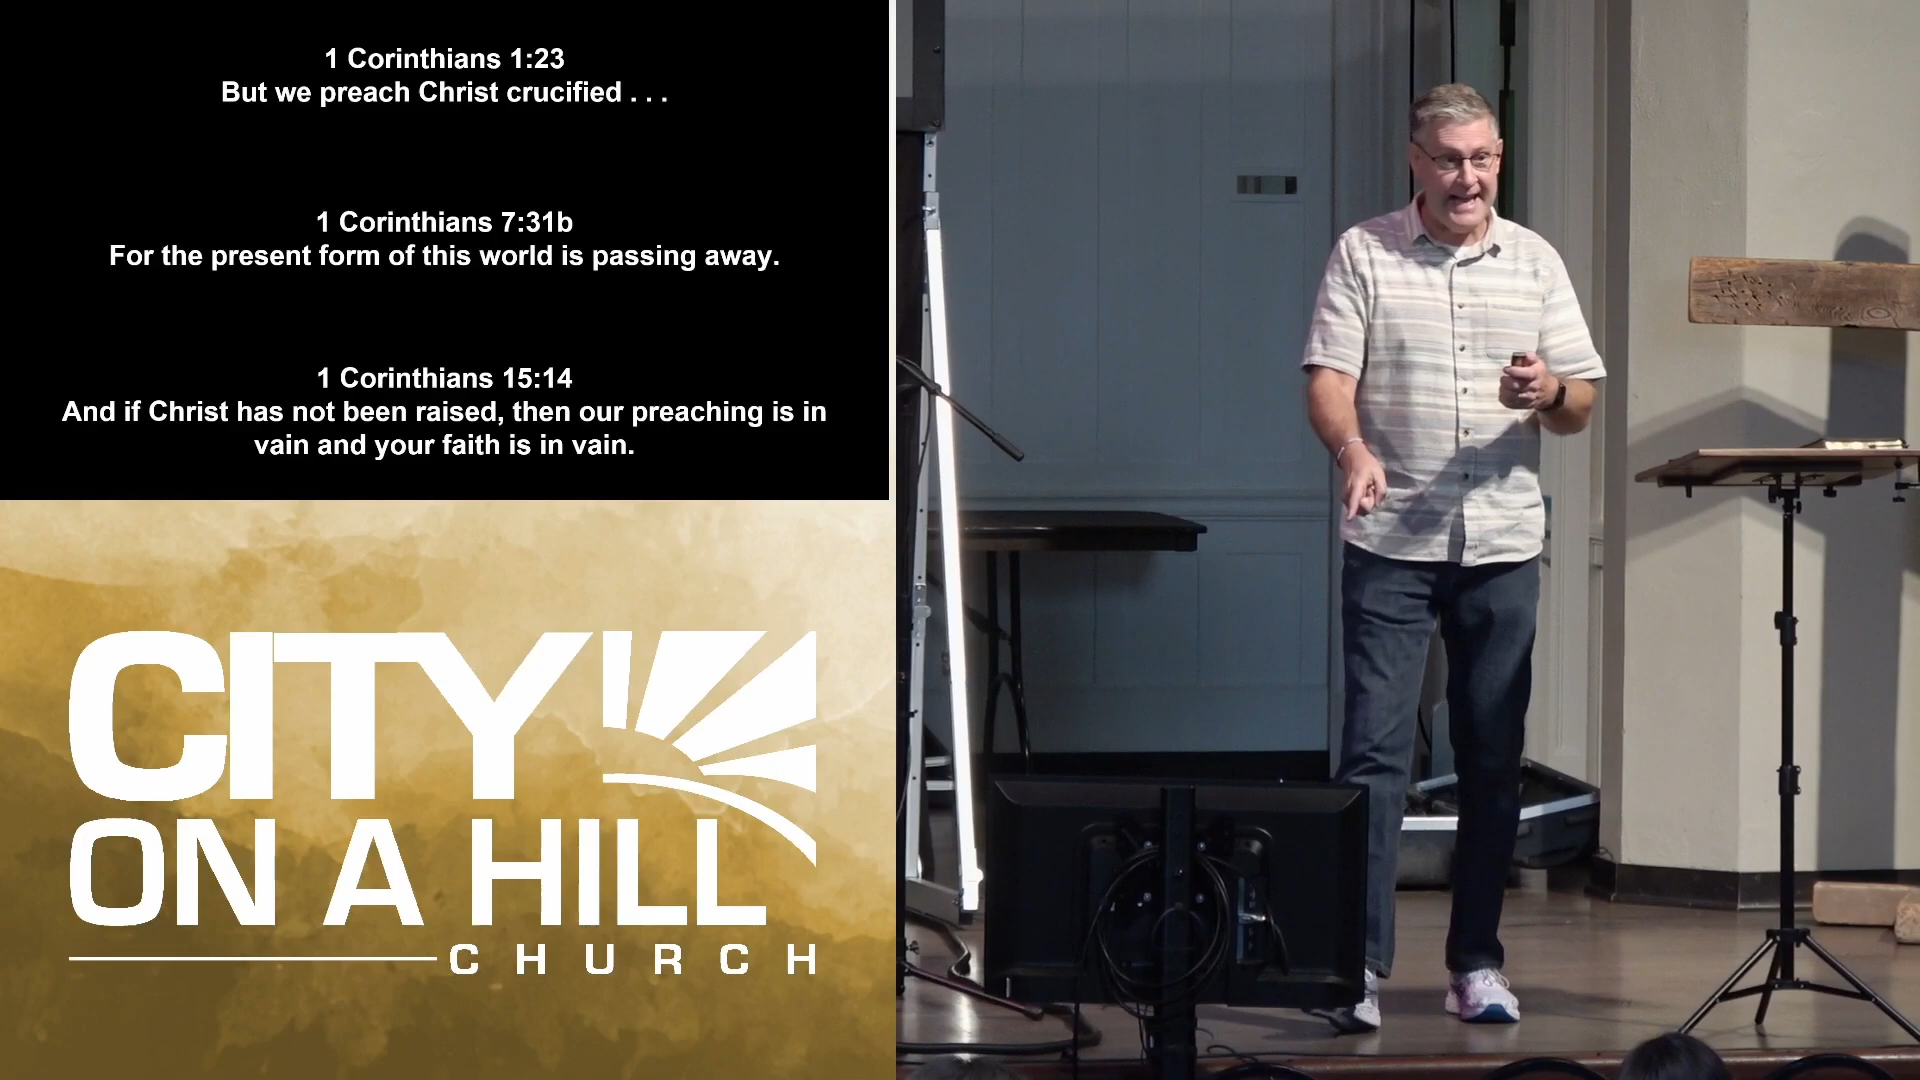 1 Corinthians 1:23
But we preach Christ crucified . . .
1 Corinthians 7:31b
For the present form of this world is passing away.
1 Corinthians 15:14
And if Christ has not been raised, then our preaching is in
vain and your faith is in vain.
CITY
ON A HILL
CHURCH